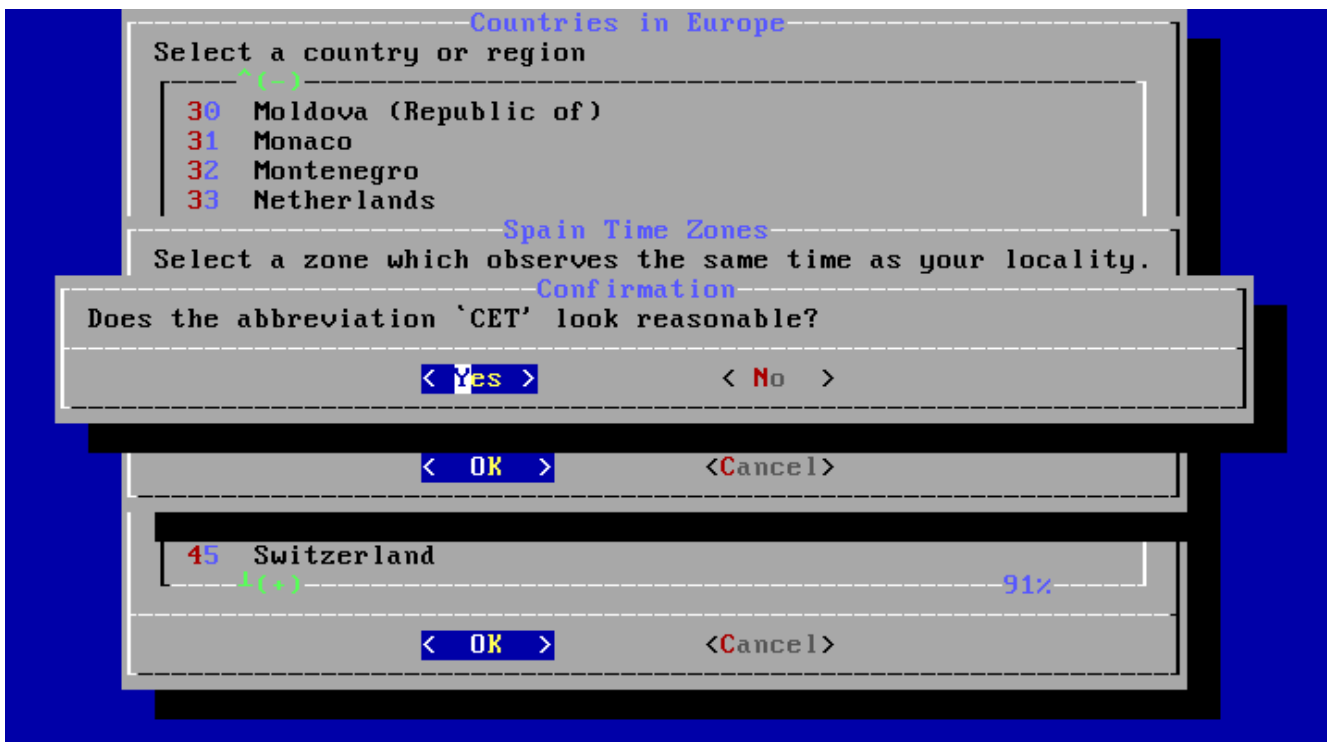 Countries in Europe
Select a country or region
^(-)
30 Moldova (Republic of)
31 Monaco
32 Montenegro
33 Netherlands
Spain Time Zones
Select a zone which observes the same time as your locality.
Confirmation
Does the abbreviation `CET' look reasonable?
< Yes > < No >
< OK > <Cancel>
45 Switzerland
┴(+) 91%
< OK > <Cancel>